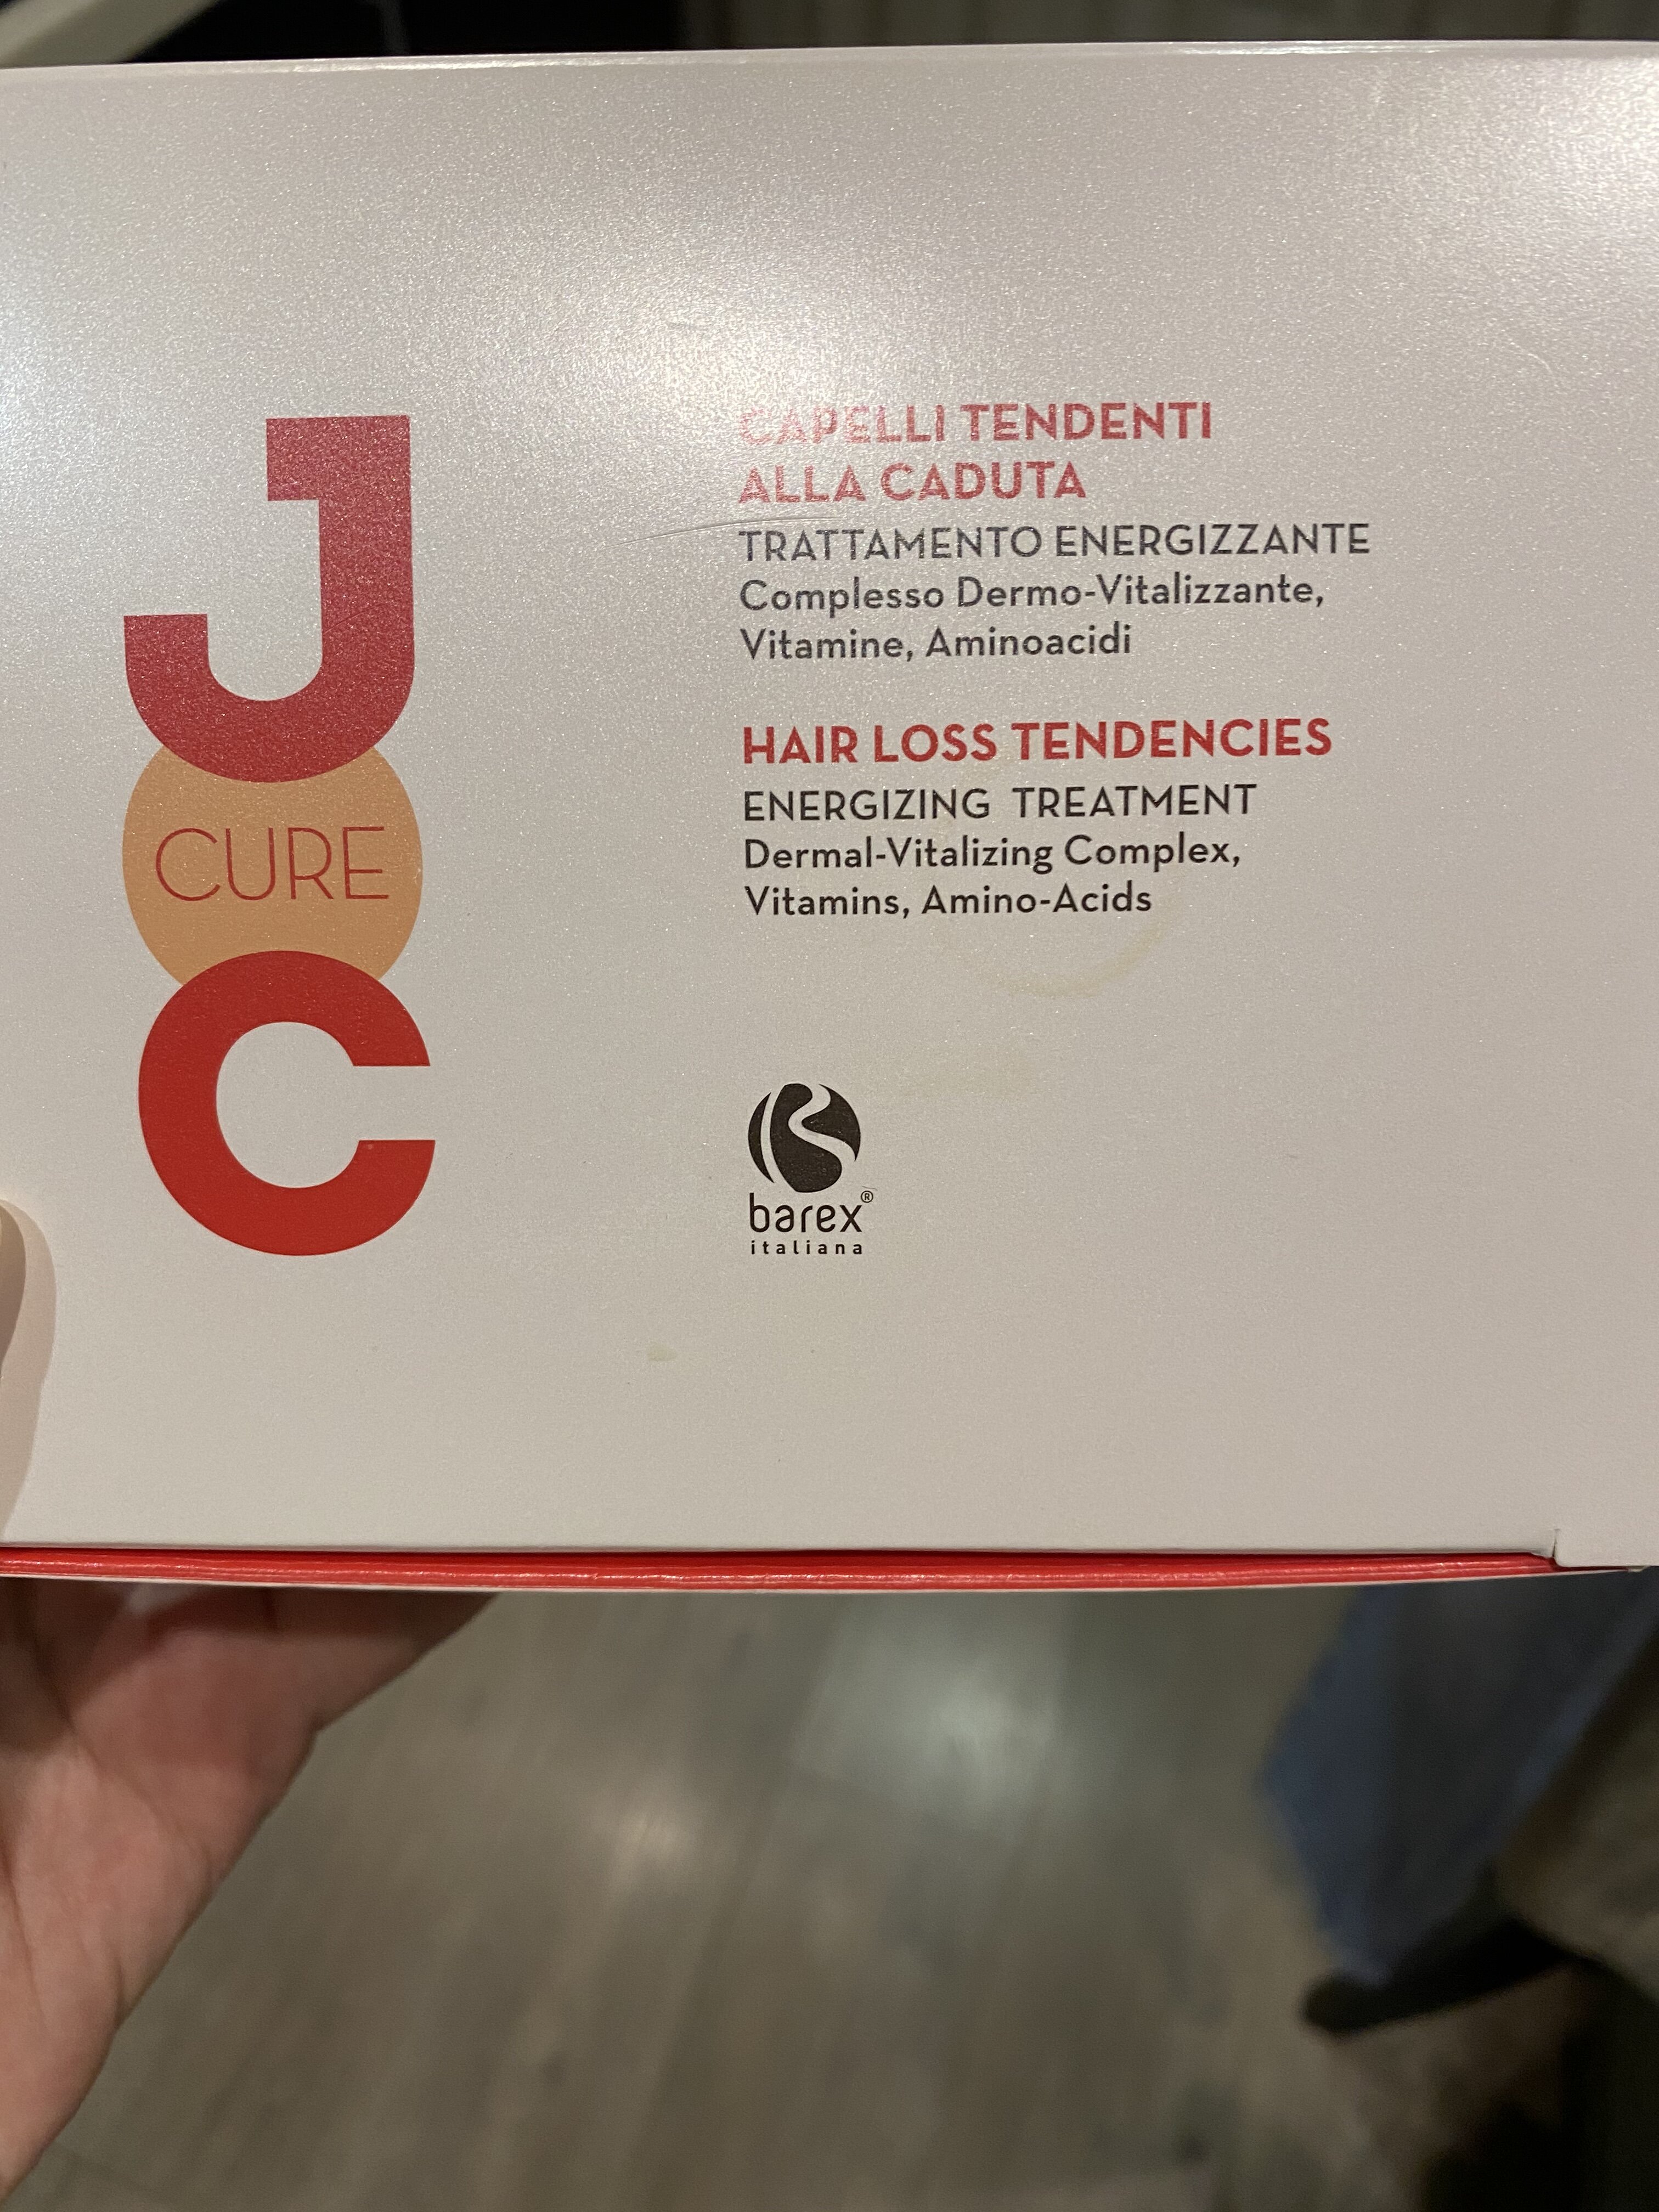 J
CURE
C
CAPELLI TENDENTI
ALLA CADUTA
TRATTAMENTO ENERGIZZANTE
Complesso Dermo-Vitalizzante,
Vitamine, Aminoacidi
HAIR LOSS TENDENCIES
ENERGIZING TREATMENT
Dermal-Vitalizing Complex,
Vitamins, Amino-Acids
barex®
italiana